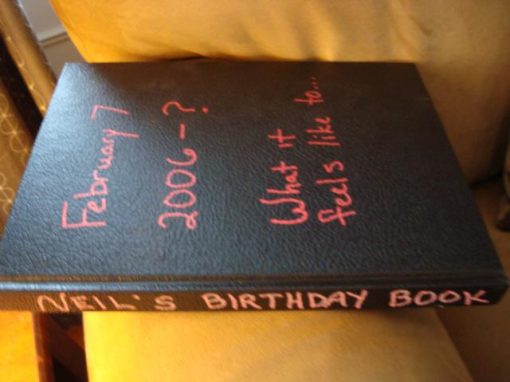 February 7
2006-?
What it
feels like to...
NEIL'S BIRTHDAY BOOK